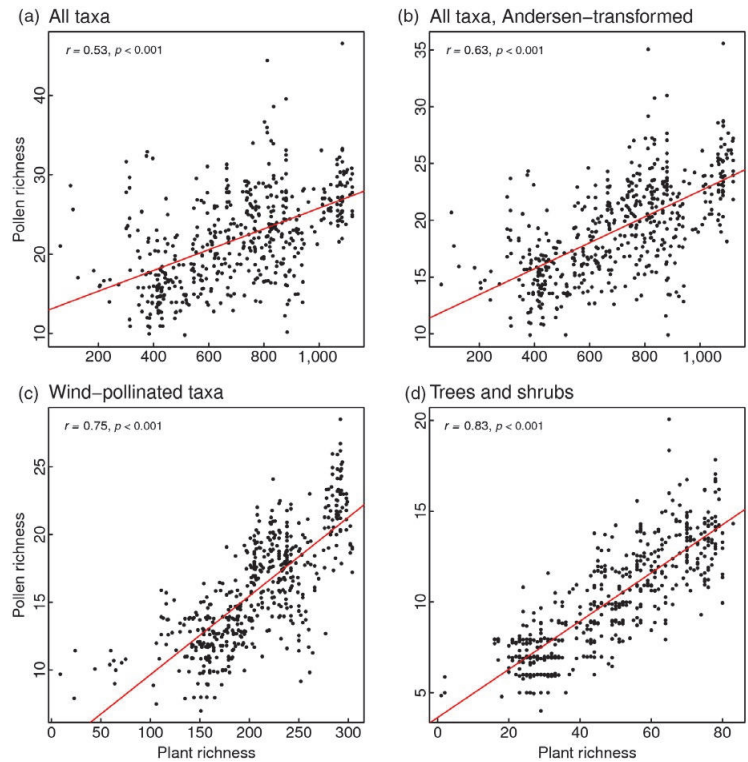 (a) All taxa
r = 0.53, p < 0.001
Pollen richness
40
30
20
10
200 400 600 800 1,000
(b) All taxa, Andersen−transformed
r = 0.63, p < 0.001
35
30
25
20
15
10
200 400 600 800 1,000
(c) Wind−pollinated taxa
r = 0.75, p < 0.001
Pollen richness
25
20
15
10
0 50 100 150 200 250 300
Plant richness
(d) Trees and shrubs
r = 0.83, p < 0.001
20
15
10
5
0 20 40 60 80
Plant richness